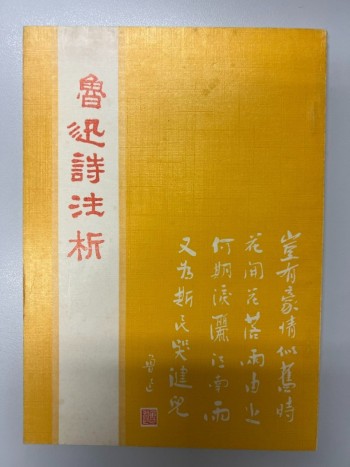 魯迅詩注析
豈有豪情似舊時
花開花落兩由之
何期淚灑江南雨
又為斯民哭健兒
魯迅